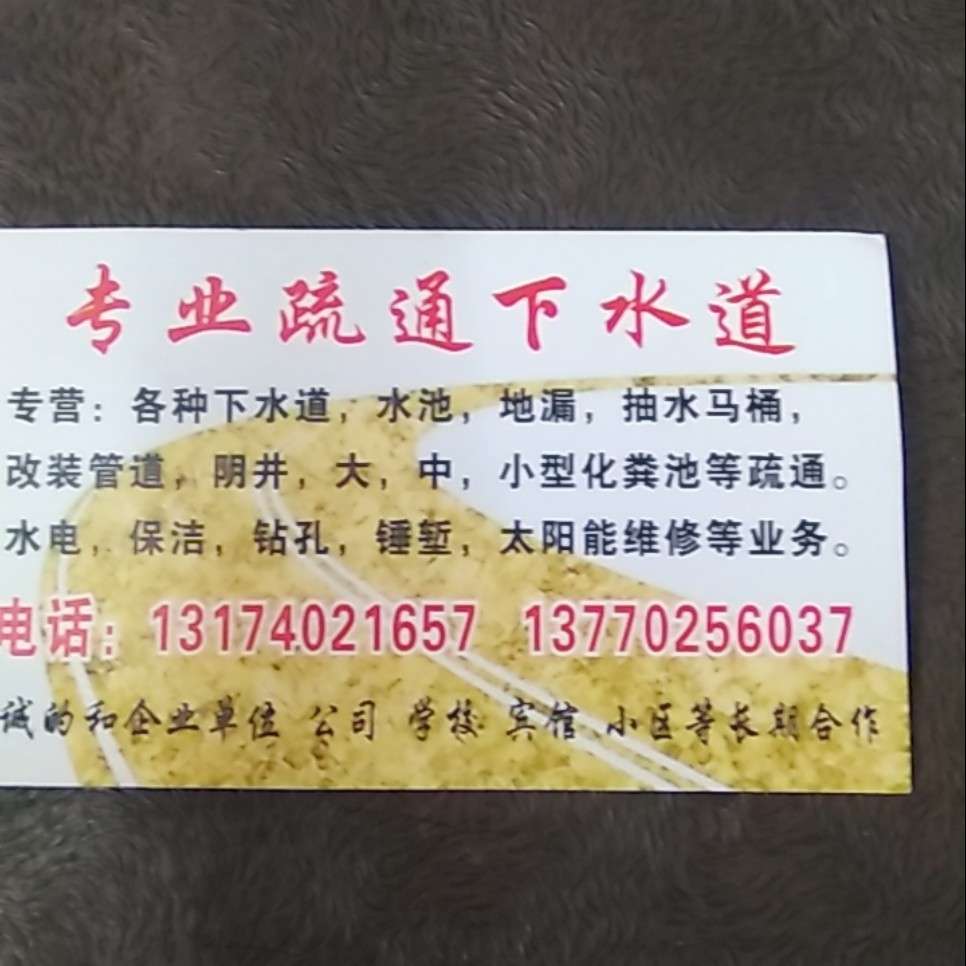 专业疏通下水道
专营：各种下水道，水池，地漏，抽水马桶，
改装管道，阴井，大，中，小型化粪池等疏通。
水电，保洁，钻孔，锤堑，太阳能维修等业务。
电话：13174021657 13770256037
诚的和企业单位 公司 学校 宾馆 小区等长期合作